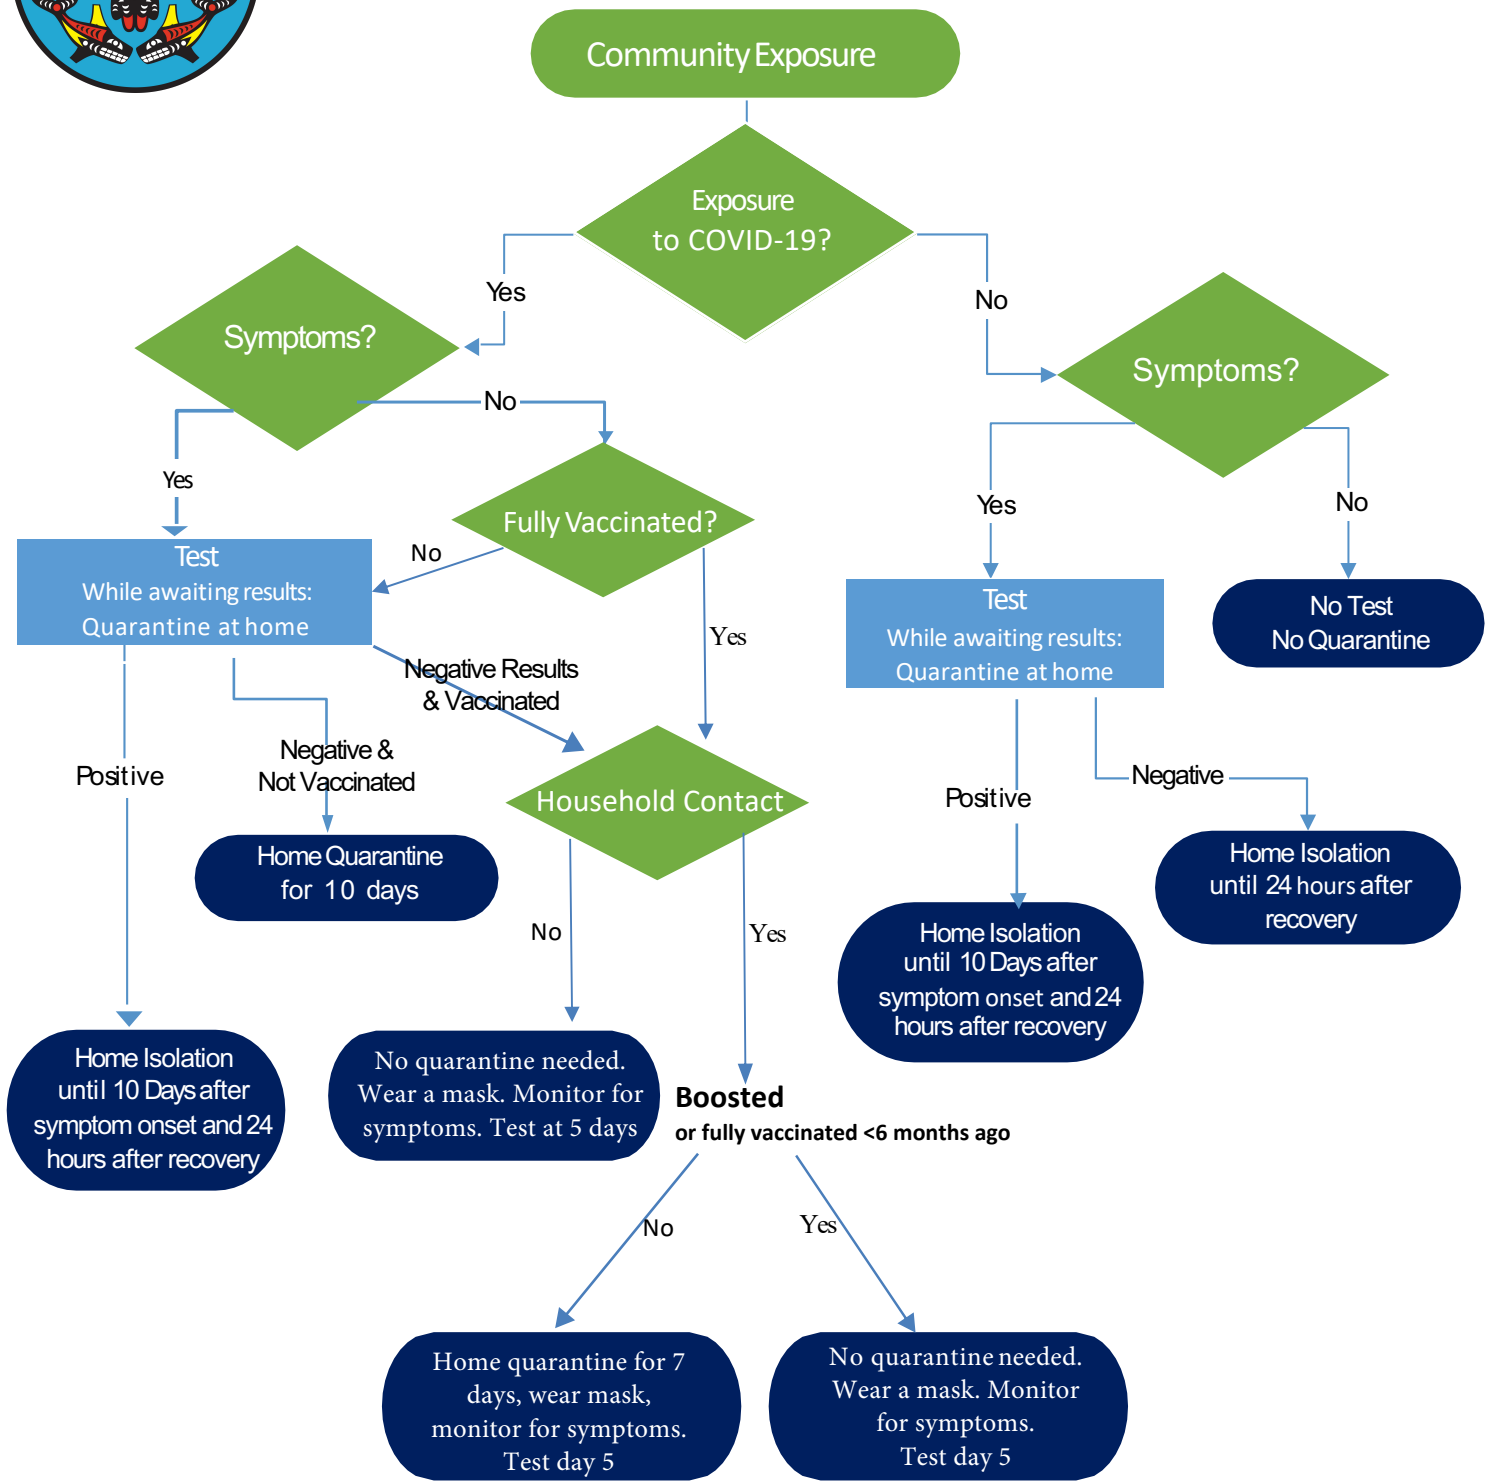 Community Exposure
Exposure
to COVID-19?
Yes
No
Symptoms?
Symptoms?
No
Yes
Yes
No
Fully Vaccinated?
No
Yes
Test
While awaiting results:
Quarantine at home
Test
While awaiting results:
Quarantine at home
No Test
No Quarantine
Negative Results
& Vaccinated
Positive
Negative &
Not Vaccinated
Household Contact
Positive
Negative
Home Quarantine
for 10 days
Home Isolation
until 24 hours after
recovery
No
Yes
Home Isolation
until 10 Days after
symptom onset and 24
hours after recovery
Home Isolation
until 10 Days after
symptom onset and 24
hours after recovery
No quarantine needed.
Wear a mask. Monitor for
symptoms. Test at 5 days
Boosted
or fully vaccinated <6 months ago
No
Yes
Home quarantine for 7
days, wear mask,
monitor for symptoms.
Test day 5
No quarantine needed.
Wear a mask. Monitor
for symptoms.
Test day 5